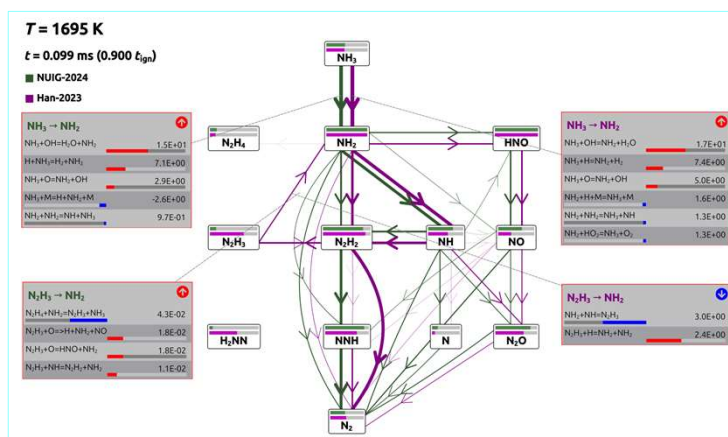 T = 1695 K
t = 0.099 ms (0.900 t_ign)
NUIG-2024
Han-2023
NH₃
NH₃ → NH₂
NH₃+OH=H₂O+NH₂ 1.5E+01
H+NH₃=H₂+NH₂ 7.1E+00
NH₃+O=NH₂+OH 2.9E+00
NH₃+M=H+NH₂+M -2.6E+00
NH₂+NH₂=NH+NH₃ 9.7E-01
N₂H₄
NH₂
HNO
NH₃ → NH₂
NH₃+OH=NH₂+H₂O 1.7E+01
NH₃+H=NH₂+H₂ 7.4E+00
NH₃+O=NH₂+OH 5.0E+00
NH₂+H+M=NH₃+M 1.6E+00
NH₂+NH₂=NH₃+NH 1.3E+00
NH₂+HO₂=NH₃+O₂ 1.3E+00
N₂H₃
N₂H₂
NH
NO
N₂H₃ → NH₂
N₂H₄+NH₂=N₂H₃+NH₃ 4.3E-02
N₂H₃+O=>H+NH₂+NO 1.8E-02
N₂H₃+O=HNO+NH₂ 1.8E-02
N₂H₃+NH=N₂H₂+NH₂ 1.1E-02
H₂NN
NNH
N
N₂O
N₂H₃ → NH₂
NH₂+NH=N₂H₃ 3.0E+00
N₂H₃+H=NH₂+NH₂ 2.4E+00
N₂